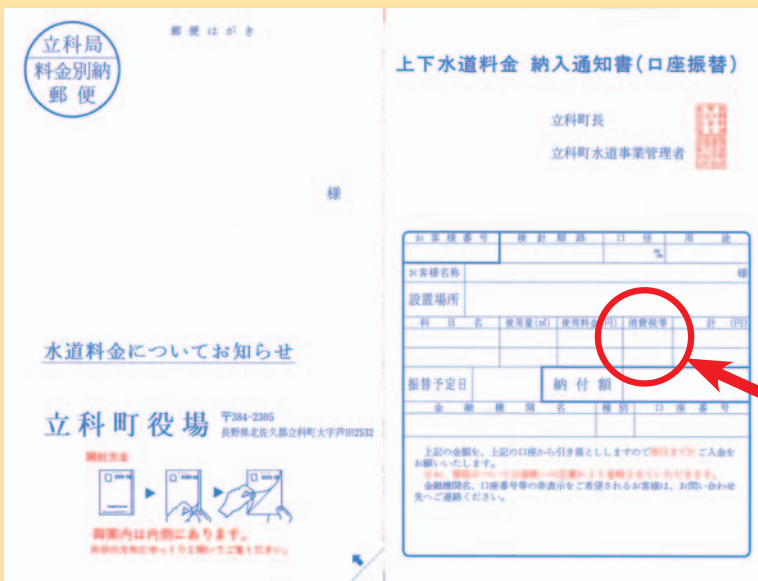 郵便はがき
立科局
料金別納
郵便
様
水道料金についてお知らせ
立科町役場
〒384-2305
長野県北佐久郡立科町大字芦田2532
開封方法
御案内は内側にあります。
上下水道料金 納入通知書(口座振替)
立科町長
立科町水道事業管理者
お客様番号 検針順路 口径 用途
お客様名称 様
設置場所
科目名 使用量(㎥) 使用料金(円) 消費税等 計(円)
振替予定日 納付額
金融機関名 種別 口座番号
上記の金額を、上記の口座から引き落としますので前日までにご入金を
お願いいたします。
金融機関名、口座番号等の非表示をご希望されるお客様は、お問い合わせ
先へご連絡ください。